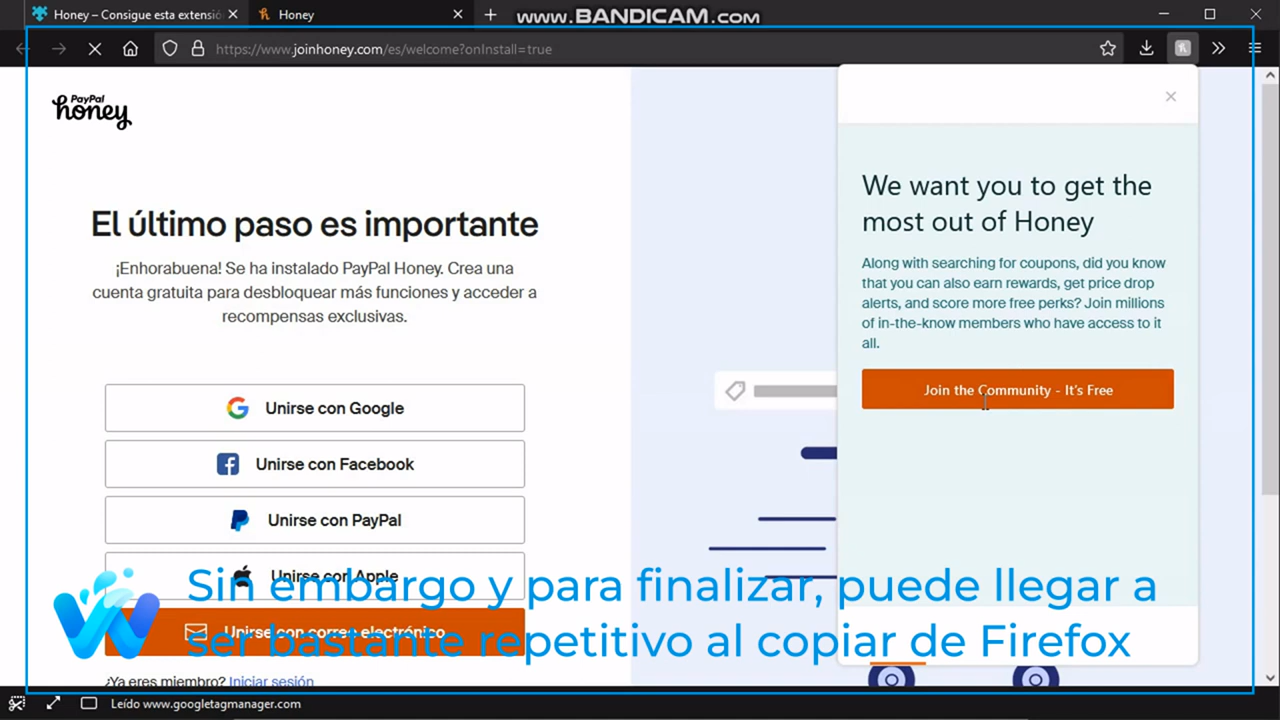 Honey – Consigue esta extensió
Honey
www.BANDICAM.com
https://www.joinhoney.com/es/welcome?onInstall=true
PayPal
honey
El último paso es importante
¡Enhorabuena! Se ha instalado PayPal Honey. Crea una
cuenta gratuita para desbloquear más funciones y acceder a
recompensas exclusivas.
Unirse con Google
Unirse con Facebook
Unirse con PayPal
Unirse con Apple
Unirse con correo electrónico
¿Ya eres miembro? Iniciar sesión
We want you to get the
most out of Honey
Along with searching for coupons, did you know
that you can also earn rewards, get price drop
alerts, and score more free perks? Join millions
of in-the-know members who have access to it
all.
Join the Community - It's Free
Sin embargo y para finalizar, puede llegar a
ser bastante repetitivo al copiar de Firefox
Leído www.googletagmanager.com